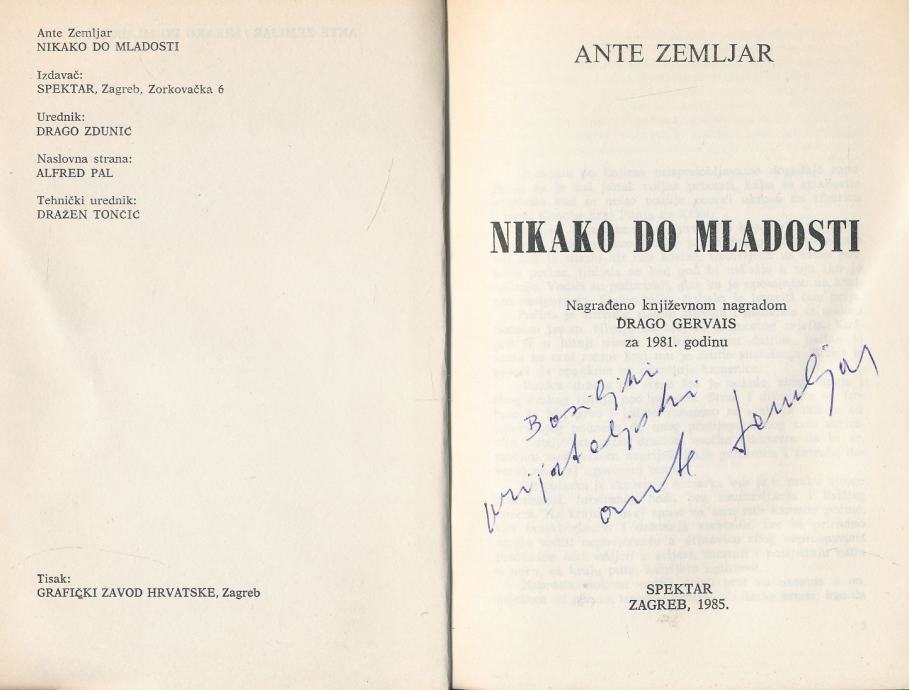 Ante Zemljar
NIKAKO DO MLADOSTI
Izdavač:
SPEKTAR, Zagreb, Zorkovačka 6
Urednik:
DRAGO ZDUNIĆ
Naslovna strana:
ALFRED PAL
Tehnički urednik:
DRAŽEN TONČIĆ
Tisak:
GRAFIČKI ZAVOD HRVATSKE, Zagreb
ANTE ZEMLJAR
NIKAKO DO MLADOSTI
Nagrađeno književnom nagradom
DRAGO GERVAIS
za 1981. godinu
Bosiljki
prijateljski
ante zemljar
SPEKTAR
ZAGREB, 1985.